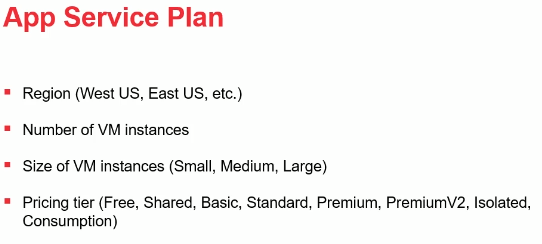 App Service Plan
Region (West US, East US, etc.)
Number of VM instances
Size of VM instances (Small, Medium, Large)
Pricing tier (Free, Shared, Basic, Standard, Premium, PremiumV2, Isolated,
Consumption)